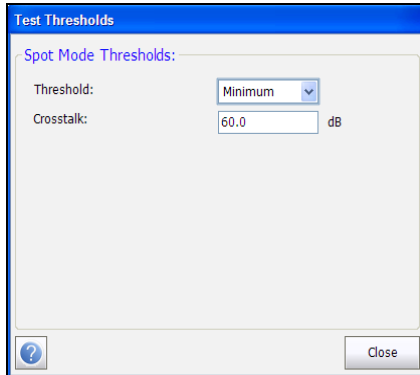 Test Thresholds
Spot Mode Thresholds:
Threshold: Minimum
Crosstalk: 60.0 dB
?
Close